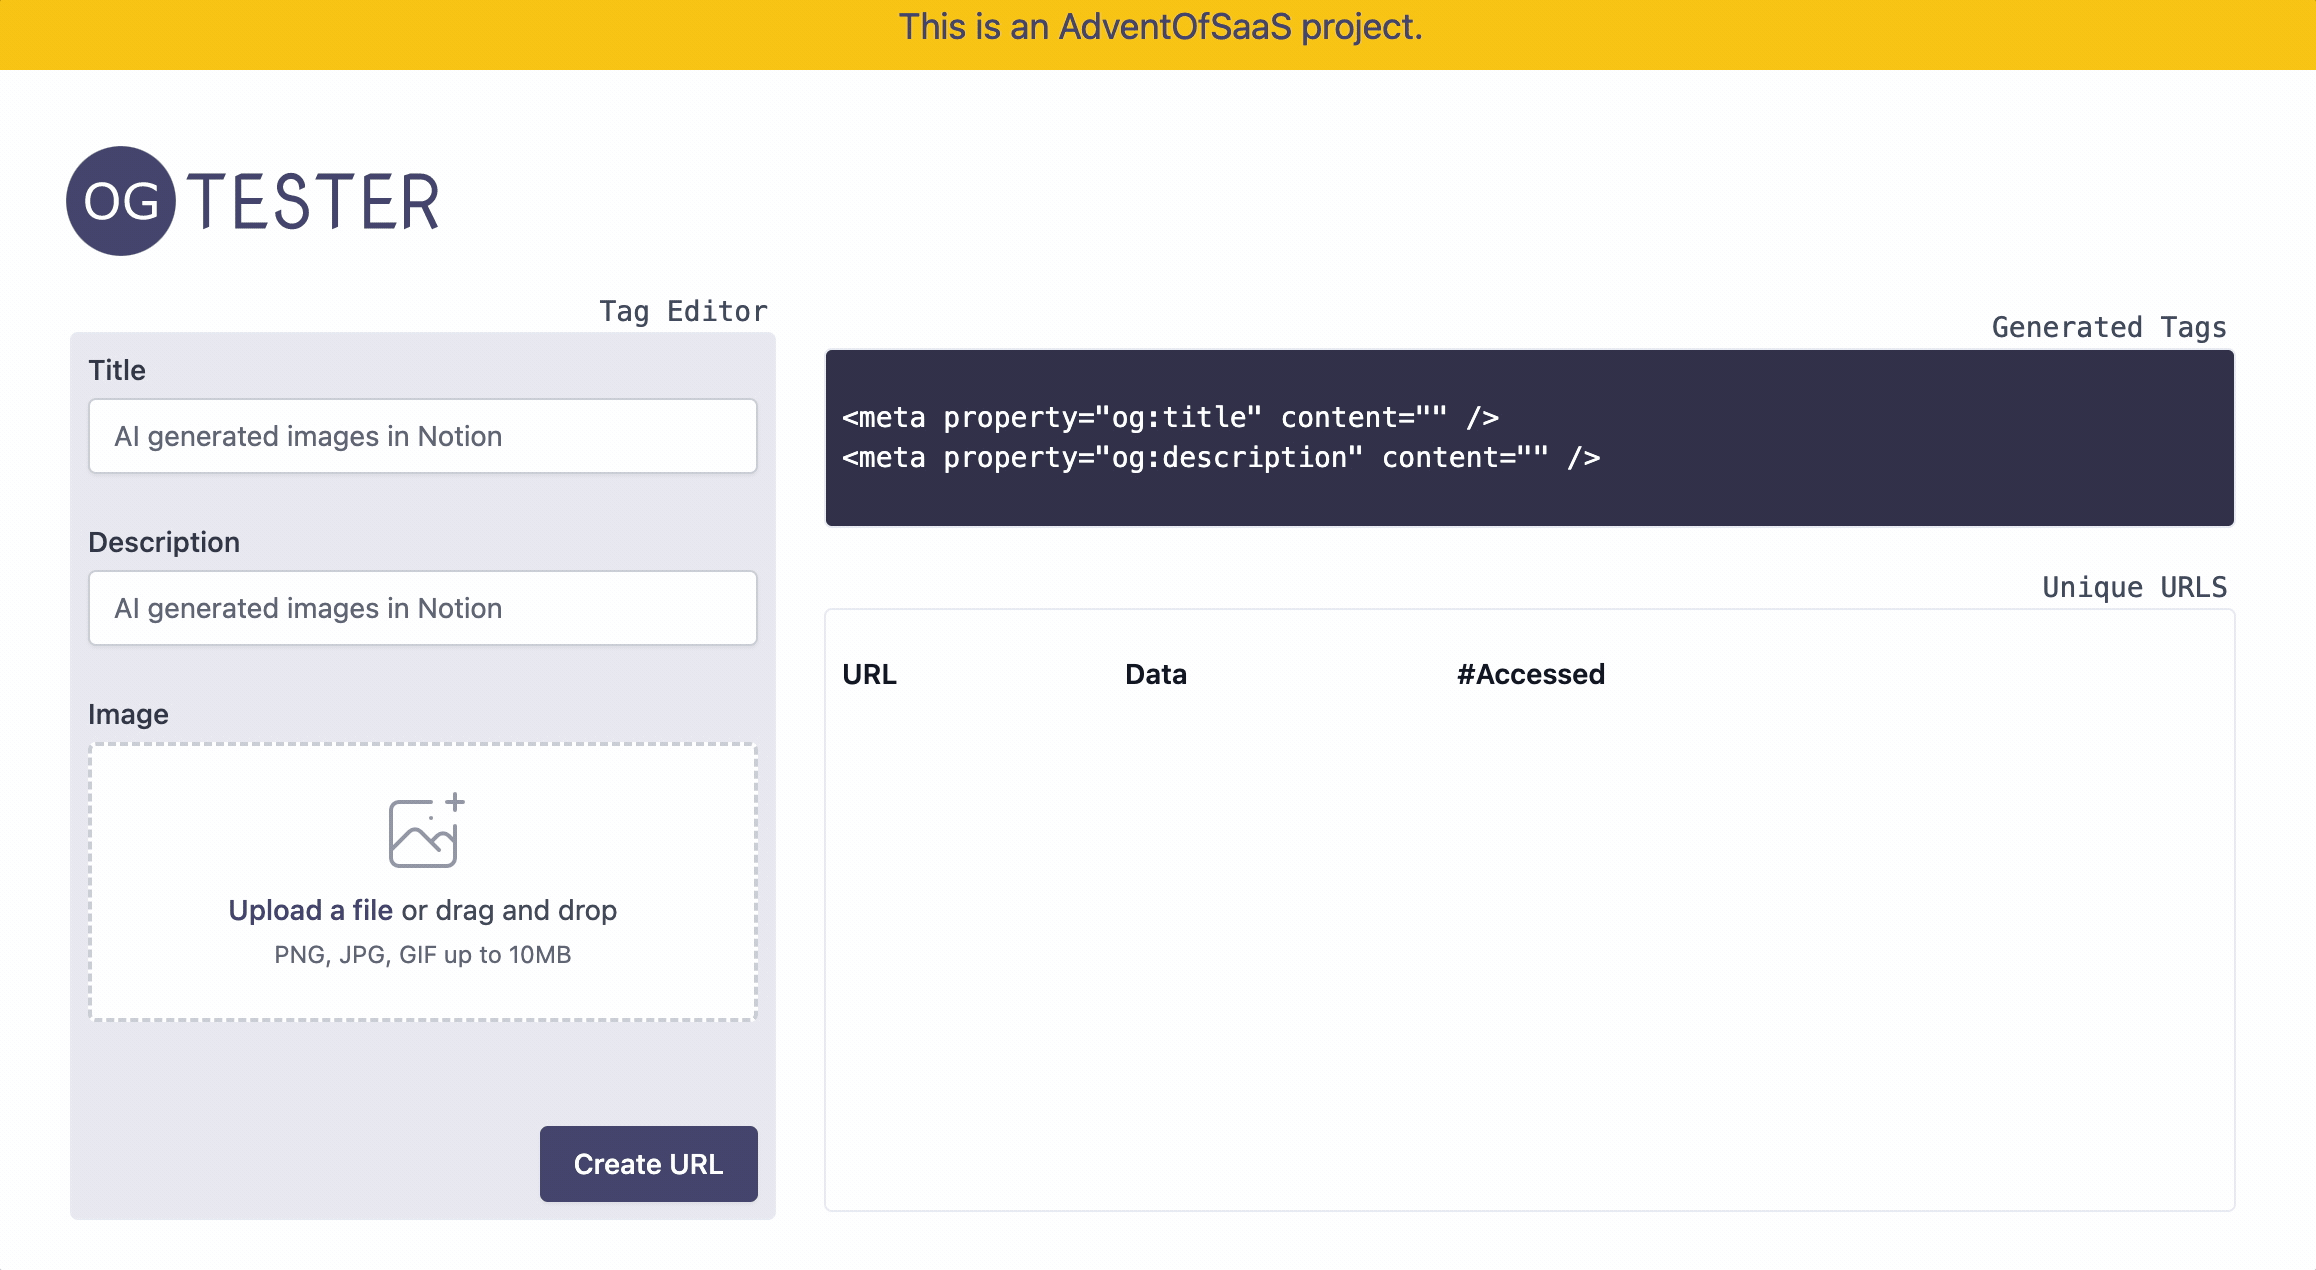 This is an AdventOfSaaS project.
OG TESTER
Tag Editor
Title
AI generated images in Notion
Description
AI generated images in Notion
Image
Upload a file or drag and drop
PNG, JPG, GIF up to 10MB
Create URL
Generated Tags
<meta property="og:title" content="" />
<meta property="og:description" content="" />
Unique URLS
URL Data #Accessed